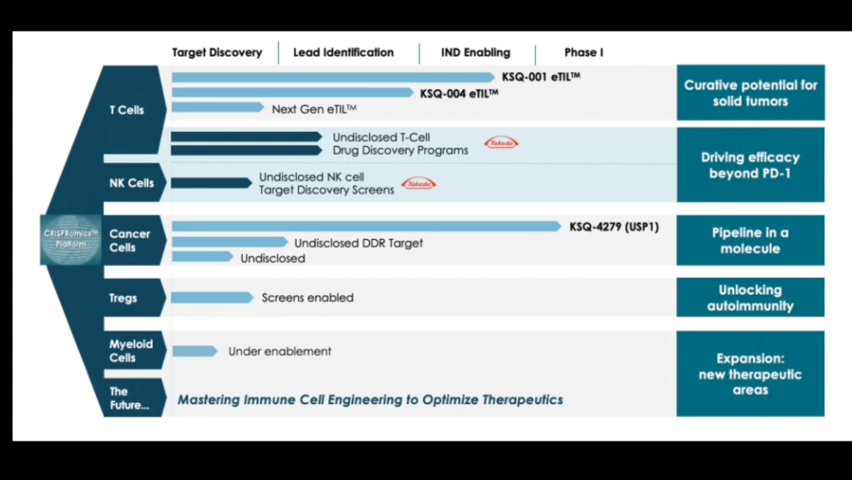 Target Discovery
Lead Identification
IND Enabling
Phase I
T Cells
KSQ-001 eTIL™
KSQ-004 eTIL™
Next Gen eTIL™
Curative potential for
solid tumors
Undisclosed T-Cell
Drug Discovery Programs
Takeda
Driving efficacy
beyond PD-1
NK Cells
Undisclosed NK cell
Target Discovery Screens
Takeda
CRISPRomics™
Platform
Cancer
Cells
KSQ-4279 (USP1)
Undisclosed DDR Target
Undisclosed
Pipeline in a
molecule
Tregs
Screens enabled
Unlocking
autoimmunity
Myeloid
Cells
Under enablement
Expansion:
new therapeutic
areas
The
Future...
Mastering Immune Cell Engineering to Optimize Therapeutics